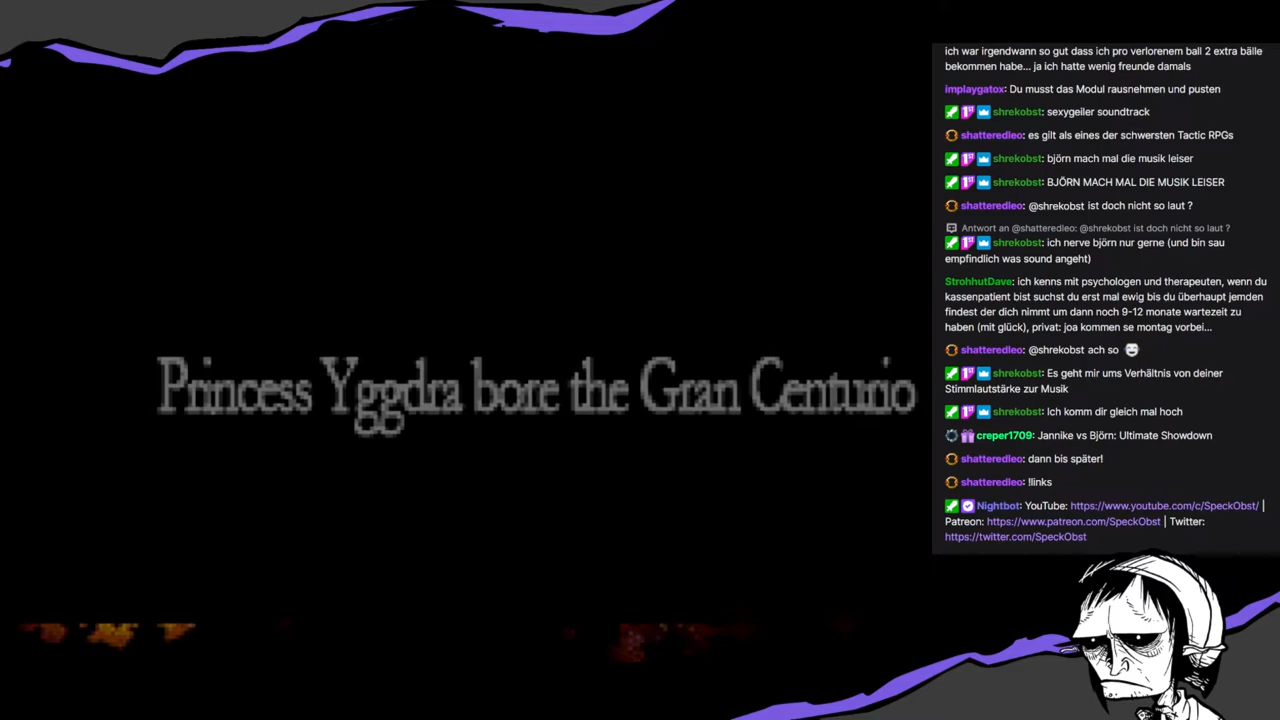 Princess Yggdra bore the Gran Centurio
ich war irgendwann so gut dass ich pro verlorenem ball 2 extra bälle
bekommen habe... ja ich hatte wenig freunde damals
implaygatox: Du musst das Modul rausnehmen und pusten
shrekobst: sexygeiler soundtrack
shatteredleo: es gilt als eines der schwersten Tactic RPGs
shrekobst: björn mach mal die musik leiser
shrekobst: BJÖRN MACH MAL DIE MUSIK LEISER
shatteredleo: @shrekobst ist doch nicht so laut ?
Antwort an @shatteredleo: @shrekobst ist doch nicht so laut ?
shrekobst: ich nerve björn nur gerne (und bin sau
empfindlich was sound angeht)
StrohhutDave: ich kenns mit psychologen und therapeuten, wenn du
kassenpatient bist suchst du erst mal ewig bis du überhaupt jemden
findest der dich nimmt um dann noch 9-12 monate wartezeit zu
haben (mit glück), privat: joa kommen se montag vorbei...
shatteredleo: @shrekobst ach so
shrekobst: Es geht mir ums Verhältnis von deiner
Stimmlautstärke zur Musik
shrekobst: Ich komm dir gleich mal hoch
creper1709: Jannike vs Björn: Ultimate Showdown
shatteredleo: dann bis später!
shatteredleo: !links
Nightbot: YouTube: https://www.youtube.com/c/SpeckObst/ |
Patreon: https://www.patreon.com/SpeckObst | Twitter:
https://twitter.com/SpeckObst